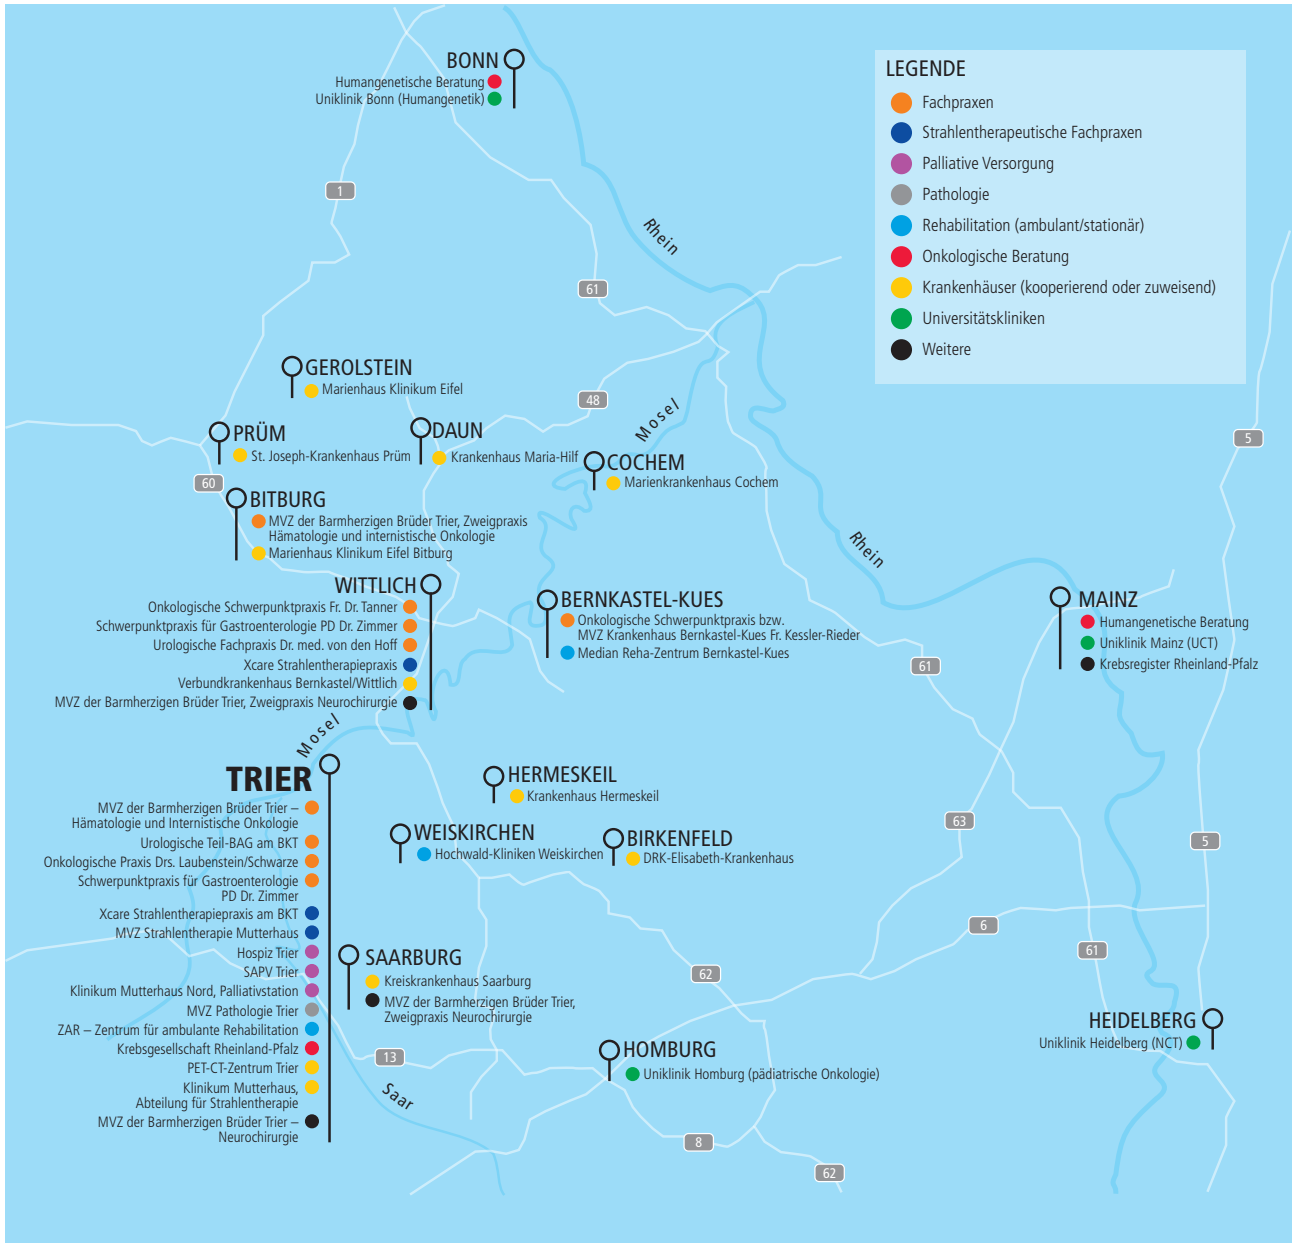 BONN
Humangenetische Beratung
Uniklinik Bonn (Humangenetik)
LEGENDE
Fachpraxen
Strahlentherapeutische Fachpraxen
Palliative Versorgung
Pathologie
Rehabilitation (ambulant/stationär)
Onkologische Beratung
Krankenhäuser (kooperierend oder zuweisend)
Universitätskliniken
Weitere
1
Rhein
61
GEROLSTEIN
Marienhaus Klinikum Eifel
48
Mosel
5
PRÜM
St. Joseph-Krankenhaus Prüm
DAUN
Krankenhaus Maria-Hilf
COCHEM
Marienkrankenhaus Cochem
60
BITBURG
MVZ der Barmherzigen Brüder Trier, Zweigpraxis
Hämatologie und internistische Onkologie
Marienhaus Klinikum Eifel Bitburg
Rhein
WITTLICH
Onkologische Schwerpunktpraxis Fr. Dr. Tanner
Schwerpunktpraxis für Gastroenterologie PD Dr. Zimmer
Urologische Fachpraxis Dr. med. von den Hoff
Xcare Strahlentherapiepraxis
Verbundkrankenhaus Bernkastel/Wittlich
MVZ der Barmherzigen Brüder Trier, Zweigpraxis Neurochirurgie
BERNKASTEL-KUES
Onkologische Schwerpunktpraxis bzw.
MVZ Krankenhaus Bernkastel-Kues Fr. Kessler-Rieder
Median Reha-Zentrum Bernkastel-Kues
MAINZ
Humangenetische Beratung
Uniklinik Mainz (UCT)
Krebsregister Rheinland-Pfalz
61
Mosel
TRIER
MVZ der Barmherzigen Brüder Trier –
Hämatologie und Internistische Onkologie
Urologische Teil-BAG am BKT
Onkologische Praxis Drs. Laubenstein/Schwarze
Schwerpunktpraxis für Gastroenterologie
PD Dr. Zimmer
Xcare Strahlentherapiepraxis am BKT
MVZ Strahlentherapie Mutterhaus
Hospiz Trier
SAPV Trier
Klinikum Mutterhaus Nord, Palliativstation
MVZ Pathologie Trier
ZAR – Zentrum für ambulante Rehabilitation
Krebsgesellschaft Rheinland-Pfalz
PET-CT-Zentrum Trier
Klinikum Mutterhaus,
Abteilung für Strahlentherapie
MVZ der Barmherzigen Brüder Trier –
Neurochirurgie
HERMESKEIL
Krankenhaus Hermeskeil
WEISKIRCHEN
Hochwald-Kliniken Weiskirchen
BIRKENFELD
DRK-Elisabeth-Krankenhaus
63
5
6
61
62
SAARBURG
Kreiskrankenhaus Saarburg
MVZ der Barmherzigen Brüder Trier,
Zweigpraxis Neurochirurgie
HEIDELBERG
Uniklinik Heidelberg (NCT)
13
HOMBURG
Uniklinik Homburg (pädiatrische Onkologie)
Saar
8
62